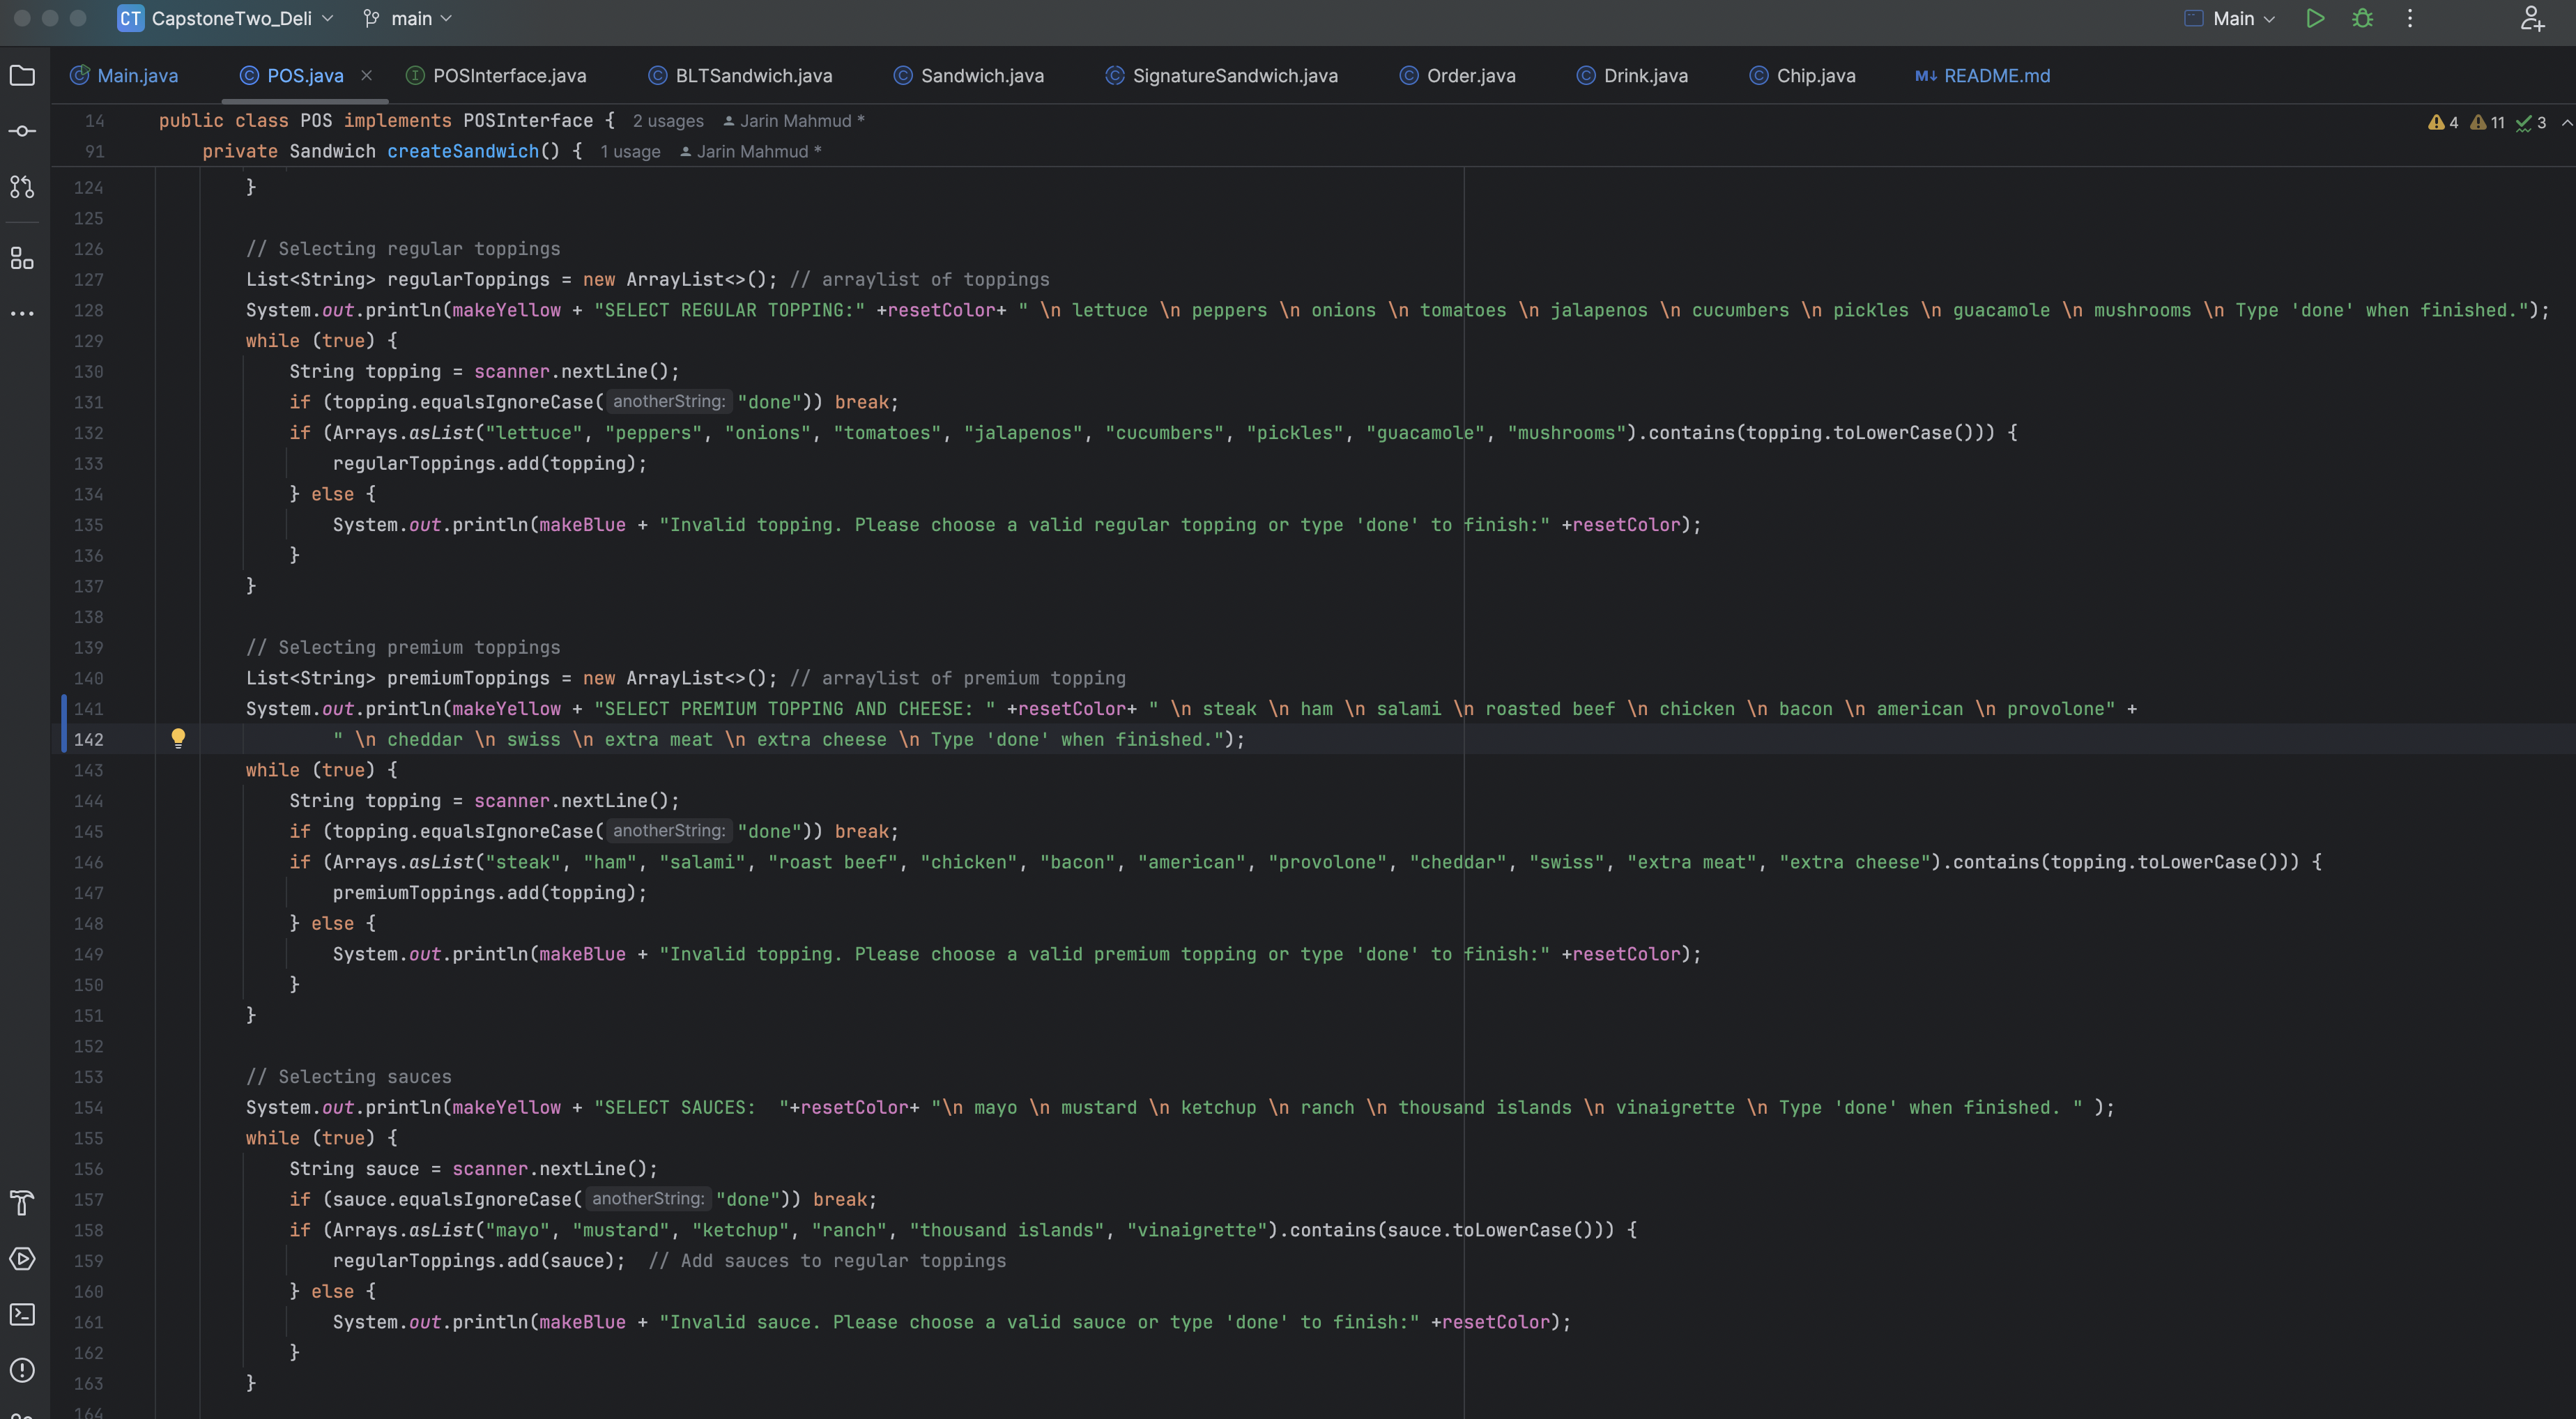 CT CapstoneTwo_Deli main Main
Main.java POS.java POSInterface.java BLTSandwich.java Sandwich.java SignatureSandwich.java Order.java Drink.java Chip.java M↓ README.md
14 public class POS implements POSInterface { 2 usages Jarin Mahmud * 4 11 3
91 private Sandwich createSandwich() { 1 usage Jarin Mahmud *
124 }
125
126 // Selecting regular toppings
127 List<String> regularToppings = new ArrayList<>(); // arraylist of toppings
128 System.out.println(makeYellow + "SELECT REGULAR TOPPING:" +resetColor+ " \n lettuce \n peppers \n onions \n tomatoes \n jalapenos \n cucumbers \n pickles \n guacamole \n mushrooms \n Type 'done' when finished.");
129 while (true) {
130 String topping = scanner.nextLine();
131 if (topping.equalsIgnoreCase( anotherString: "done")) break;
132 if (Arrays.asList("lettuce", "peppers", "onions", "tomatoes", "jalapenos", "cucumbers", "pickles", "guacamole", "mushrooms").contains(topping.toLowerCase())) {
133 regularToppings.add(topping);
134 } else {
135 System.out.println(makeBlue + "Invalid topping. Please choose a valid regular topping or type 'done' to finish:" +resetColor);
136 }
137 }
138
139 // Selecting premium toppings
140 List<String> premiumToppings = new ArrayList<>(); // arraylist of premium topping
141 System.out.println(makeYellow + "SELECT PREMIUM TOPPING AND CHEESE: " +resetColor+ " \n steak \n ham \n salami \n roasted beef \n chicken \n bacon \n american \n provolone" +
142 " \n cheddar \n swiss \n extra meat \n extra cheese \n Type 'done' when finished.");
143 while (true) {
144 String topping = scanner.nextLine();
145 if (topping.equalsIgnoreCase( anotherString: "done")) break;
146 if (Arrays.asList("steak", "ham", "salami", "roast beef", "chicken", "bacon", "american", "provolone", "cheddar", "swiss", "extra meat", "extra cheese").contains(topping.toLowerCase())) {
147 premiumToppings.add(topping);
148 } else {
149 System.out.println(makeBlue + "Invalid topping. Please choose a valid premium topping or type 'done' to finish:" +resetColor);
150 }
151 }
152
153 // Selecting sauces
154 System.out.println(makeYellow + "SELECT SAUCES:  "+resetColor+ "\n mayo \n mustard \n ketchup \n ranch \n thousand islands \n vinaigrette \n Type 'done' when finished. " );
155 while (true) {
156 String sauce = scanner.nextLine();
157 if (sauce.equalsIgnoreCase( anotherString: "done")) break;
158 if (Arrays.asList("mayo", "mustard", "ketchup", "ranch", "thousand islands", "vinaigrette").contains(sauce.toLowerCase())) {
159 regularToppings.add(sauce);  // Add sauces to regular toppings
160 } else {
161 System.out.println(makeBlue + "Invalid sauce. Please choose a valid sauce or type 'done' to finish:" +resetColor);
162 }
163 }
164